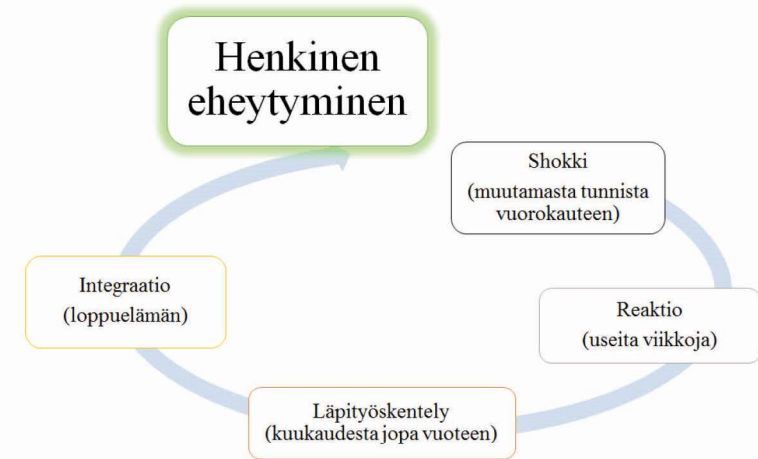 Henkinen
eheytyminen
Shokki
(muutamasta tunnista
vuorokauteen)
Reaktio
(useita viikkoja)
Läpityöskentely
(kuukaudesta jopa vuoteen)
Integraatio
(loppuelämän)